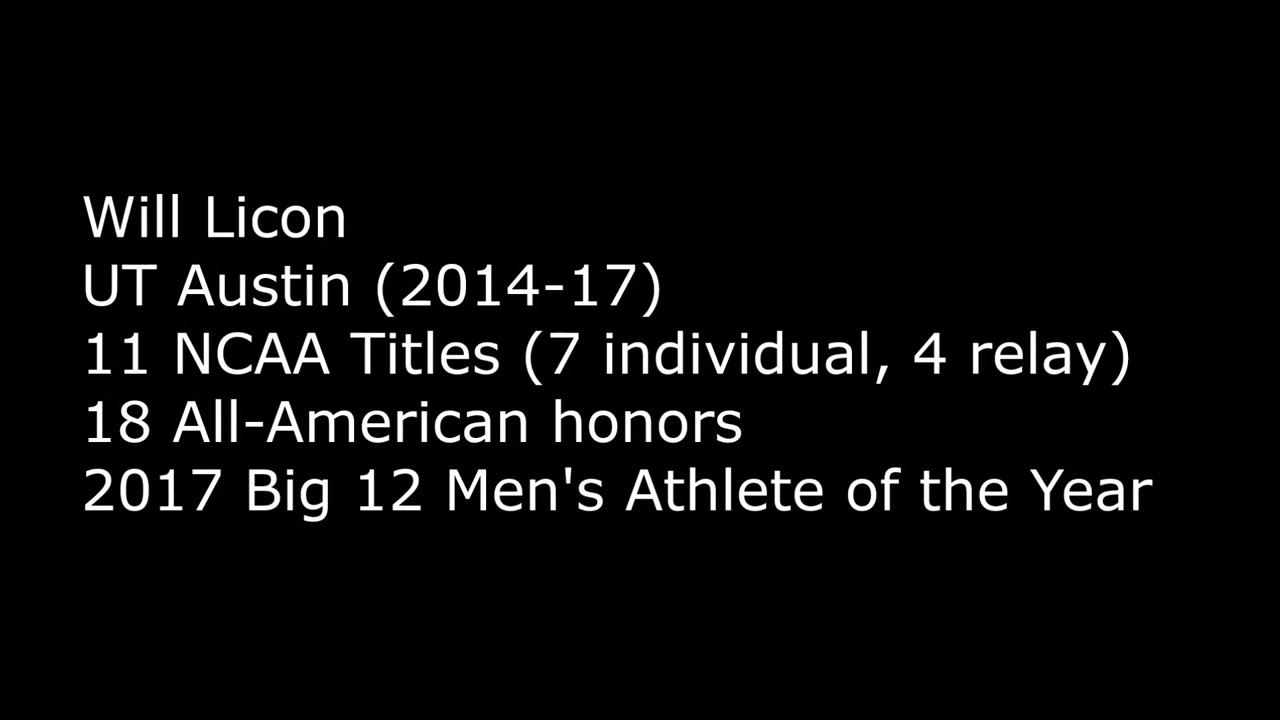 Will Licon
UT Austin (2014-17)
11 NCAA Titles (7 individual, 4 relay)
18 All-American honors
2017 Big 12 Men's Athlete of the Year